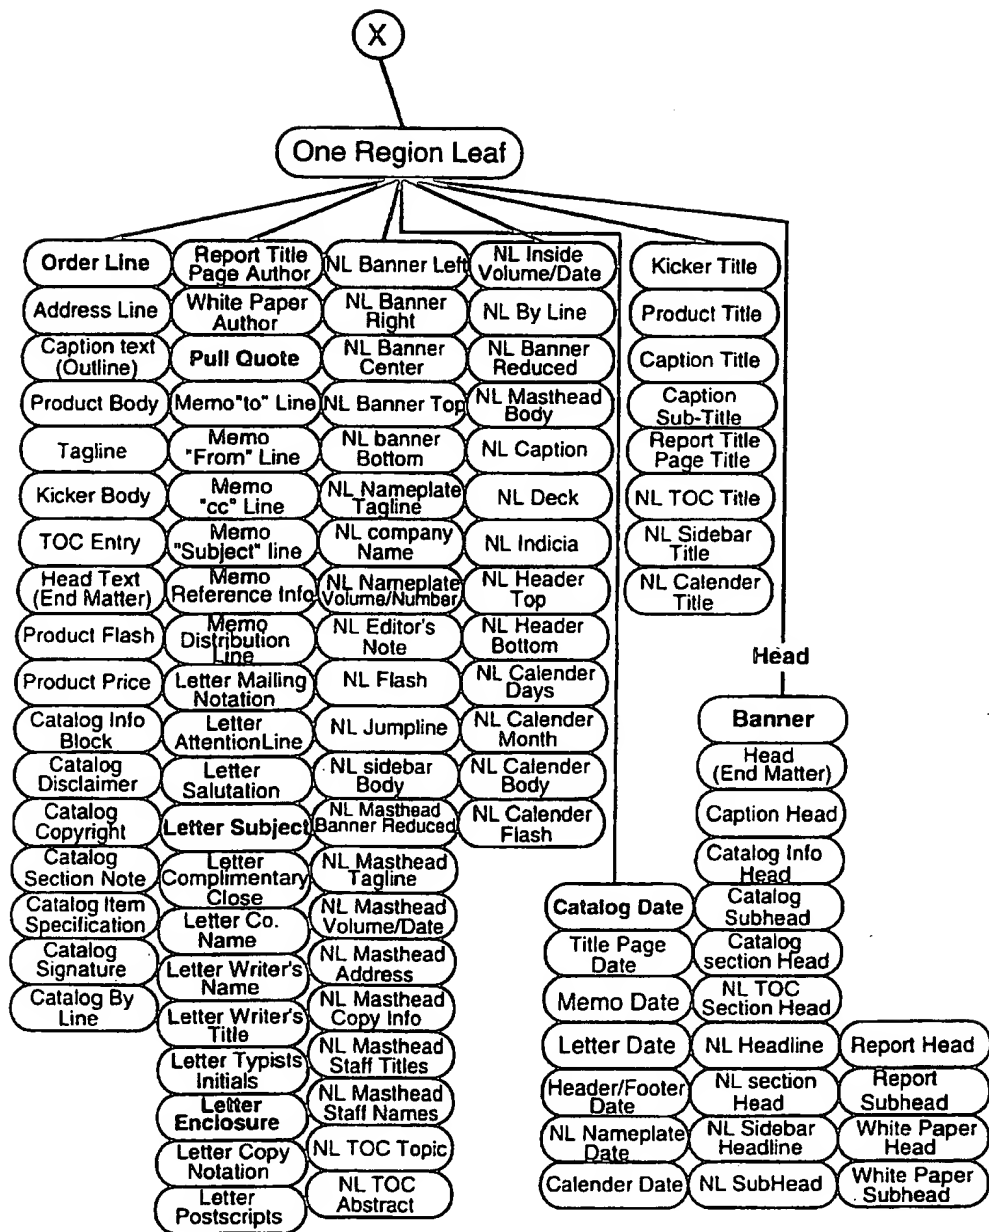 X
One Region Leaf
Order Line
Address Line
Caption text
(Outline)
Product Body
Tagline
Kicker Body
TOC Entry
Head Text
(End Matter)
Product Flash
Product Price
Catalog Info
Block
Catalog
Disclaimer
Catalog
Copyright
Catalog
Section Note
Catalog Item
Specification
Catalog
Signature
Catalog By
Line
Report Title
Page Author
White Paper
Author
Pull Quote
Memo"to" Line
Memo
"From" Line
Memo
"cc" Line
Memo
"Subject" line
Memo
Reference Info
Memo
Distribution
Line
Letter Mailing
Notation
Letter
AttentionLine
Letter
Salutation
Letter Subject
Letter
Complimentary
Close
Letter Co.
Name
Letter Writer's
Name
Letter Writer's
Title
Letter Typists
Initials
Letter
Enclosure
Letter Copy
Notation
Letter
Postscripts
NL Banner Left
NL Banner
Right
NL Banner
Center
NL Banner Top
NL banner
Bottom
NL Nameplate
Tagline
NL company
Name
NL Nameplate
Volume/Number
NL Editor's
Note
NL Flash
NL Jumpline
NL sidebar
Body
NL Masthead
Banner Reduced
NL Masthead
Tagline
NL Masthead
Volume/Date
NL Masthead
Address
NL Masthead
Copy Info
NL Masthead
Staff Titles
NL Masthead
Staff Names
NL TOC Topic
NL TOC
Abstract
NL Inside
Volume/Date
NL By Line
NL Banner
Reduced
NL Masthead
Body
NL Caption
NL Deck
NL Indicia
NL Header
Top
NL Header
Bottom
NL Calender
Days
NL Calender
Month
NL Calender
Body
NL Calender
Flash
Kicker Title
Product Title
Caption Title
Caption
Sub-Title
Report Title
Page Title
NL TOC Title
NL Sidebar
Title
NL Calender
Title
Catalog Date
Title Page
Date
Memo Date
Letter Date
Header/Footer
Date
NL Nameplate
Date
Calender Date
Head
Banner
Head
(End Matter)
Caption Head
Catalog Info
Head
Catalog
Subhead
Catalog
section Head
NL TOC
Section Head
NL Headline
NL section
Head
NL Sidebar
Headline
NL SubHead
Report Head
Report
Subhead
White Paper
Head
White Paper
Subhead